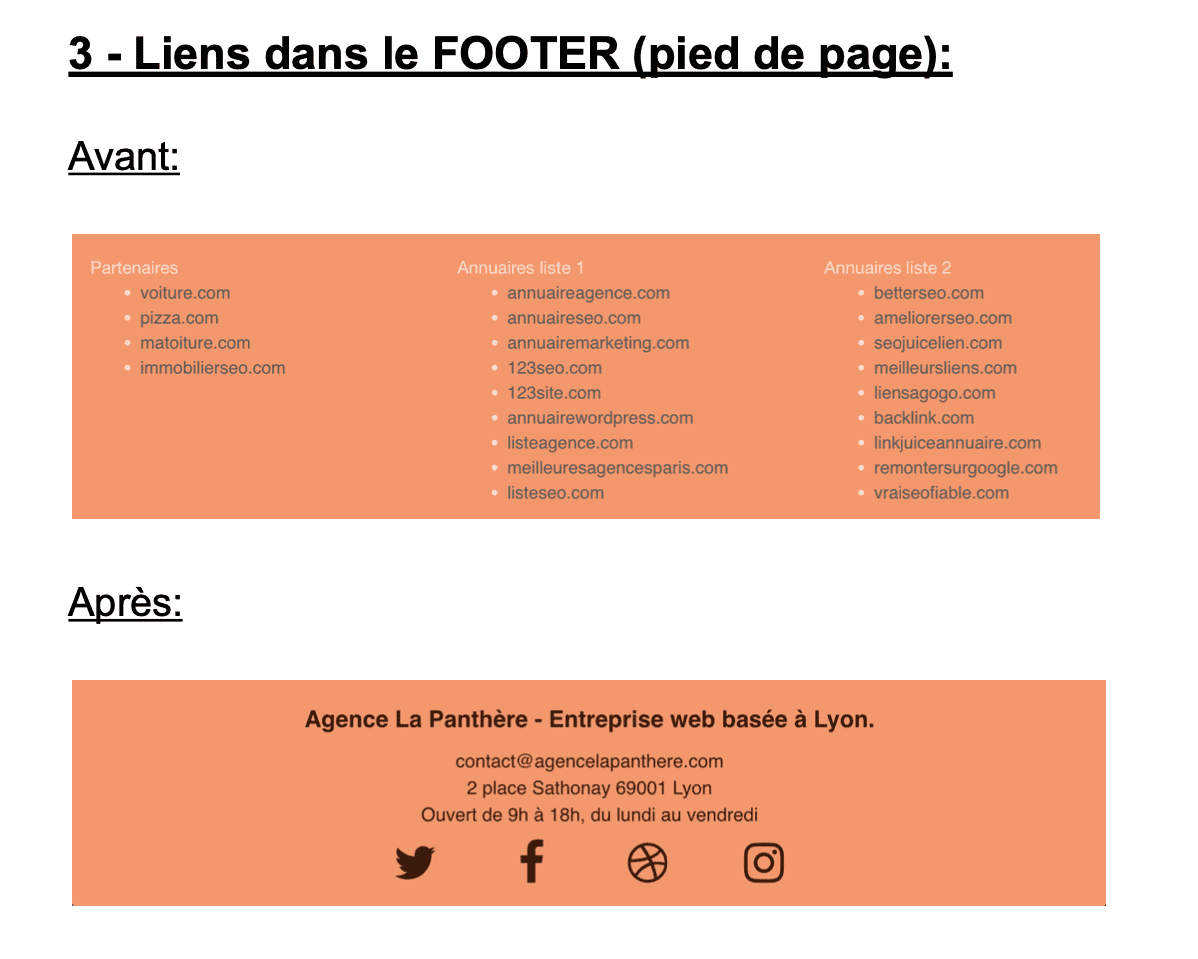 3 - Liens dans le FOOTER (pied de page):
Avant:
Partenaires
voiture.com
pizza.com
matoiture.com
immobilierseo.com
Annuaires liste 1
annuaireagence.com
annuaireseo.com
annuairemarketing.com
123seo.com
123site.com
annuairewordpress.com
listeagence.com
meilleuresagencesparis.com
listeseo.com
Annuaires liste 2
betterseo.com
ameliorerseo.com
seojuicelien.com
meilleursliens.com
liensagogo.com
backlink.com
linkjuiceannuaire.com
remontersurgoogle.com
vraiseofiable.com
Après:
Agence La Panthère - Entreprise web basée à Lyon.
contact@agencelapanthere.com
2 place Sathonay 69001 Lyon
Ouvert de 9h à 18h, du lundi au vendredi